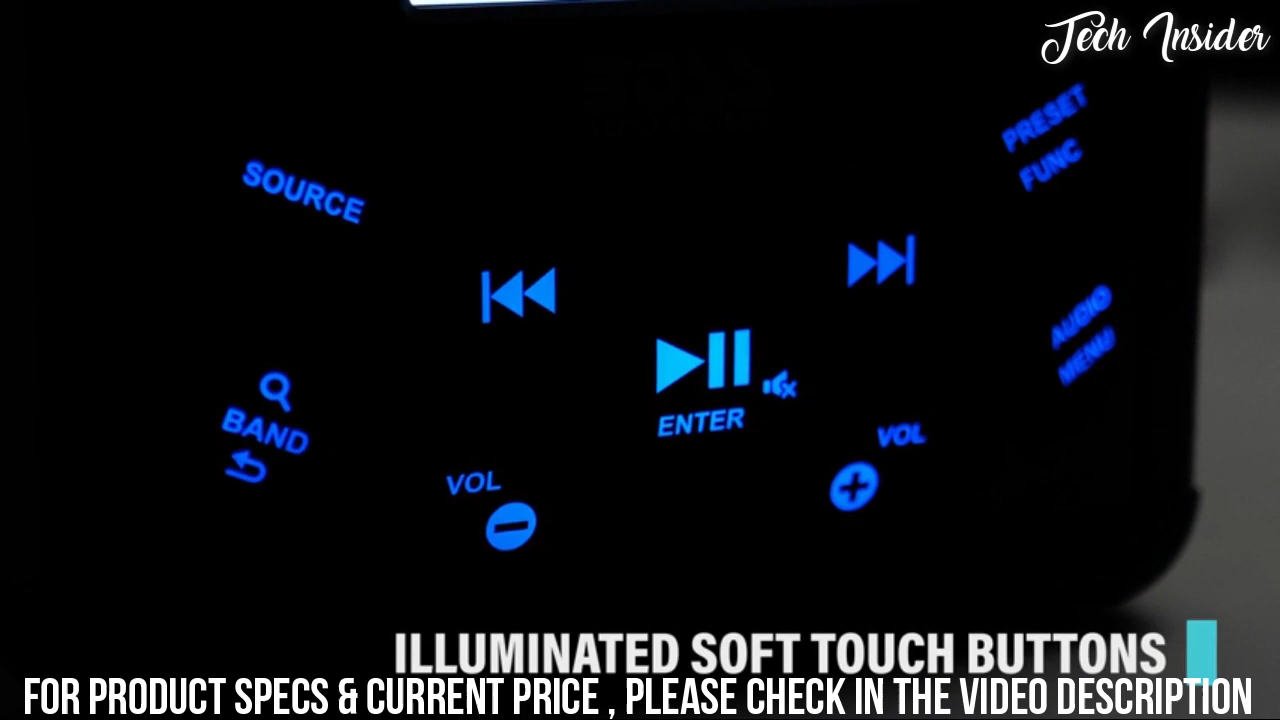 Tech Insider
PRESET
FUNC
SOURCE
AUDIO
MENU
BAND
ENTER
VOL
VOL
ILLUMINATED SOFT TOUCH BUTTONS
FOR PRODUCT SPECS & CURRENT PRICE , PLEASE CHECK IN THE VIDEO DESCRIPTION